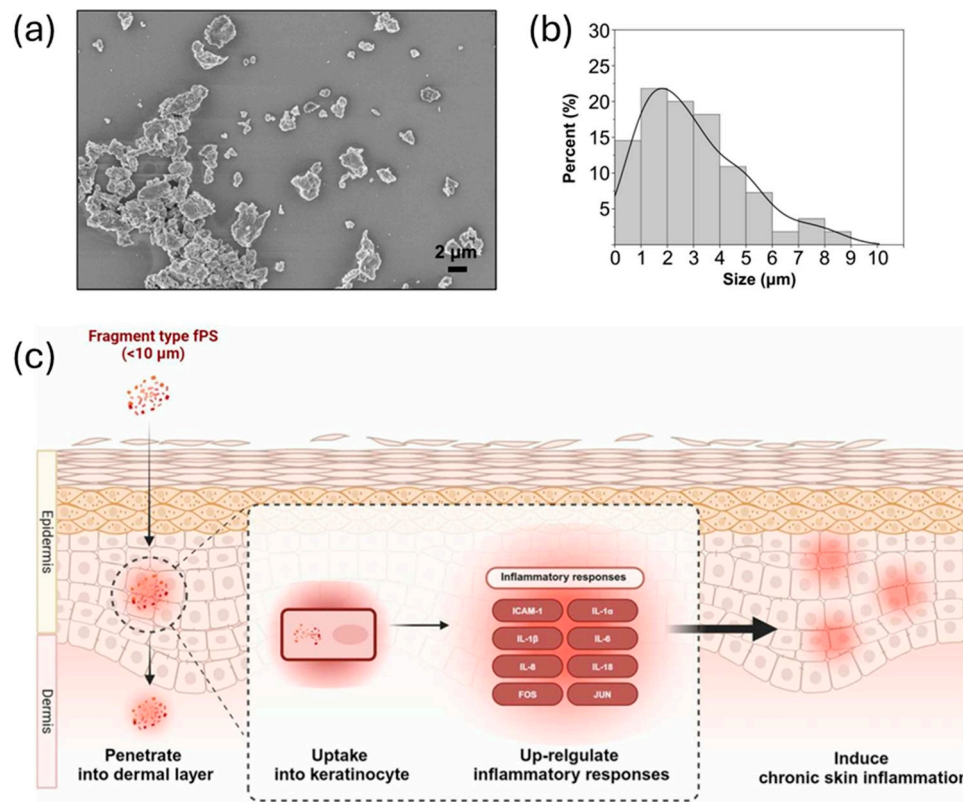 (a)
2 µm
(b)
Percent (%)
30
25
20
15
10
5
0 1 2 3 4 5 6 7 8 9 10
Size (µm)
(c)
Fragment type fPS
(<10 µm)
Epidermis
Dermis
Inflammatory responses
ICAM-1 IL-1α
IL-1β IL-6
IL-8 IL-18
FOS JUN
Penetrate
into dermal layer
Uptake
into keratinocyte
Up-relgulate
inflammatory responses
Induce
chronic skin inflammation